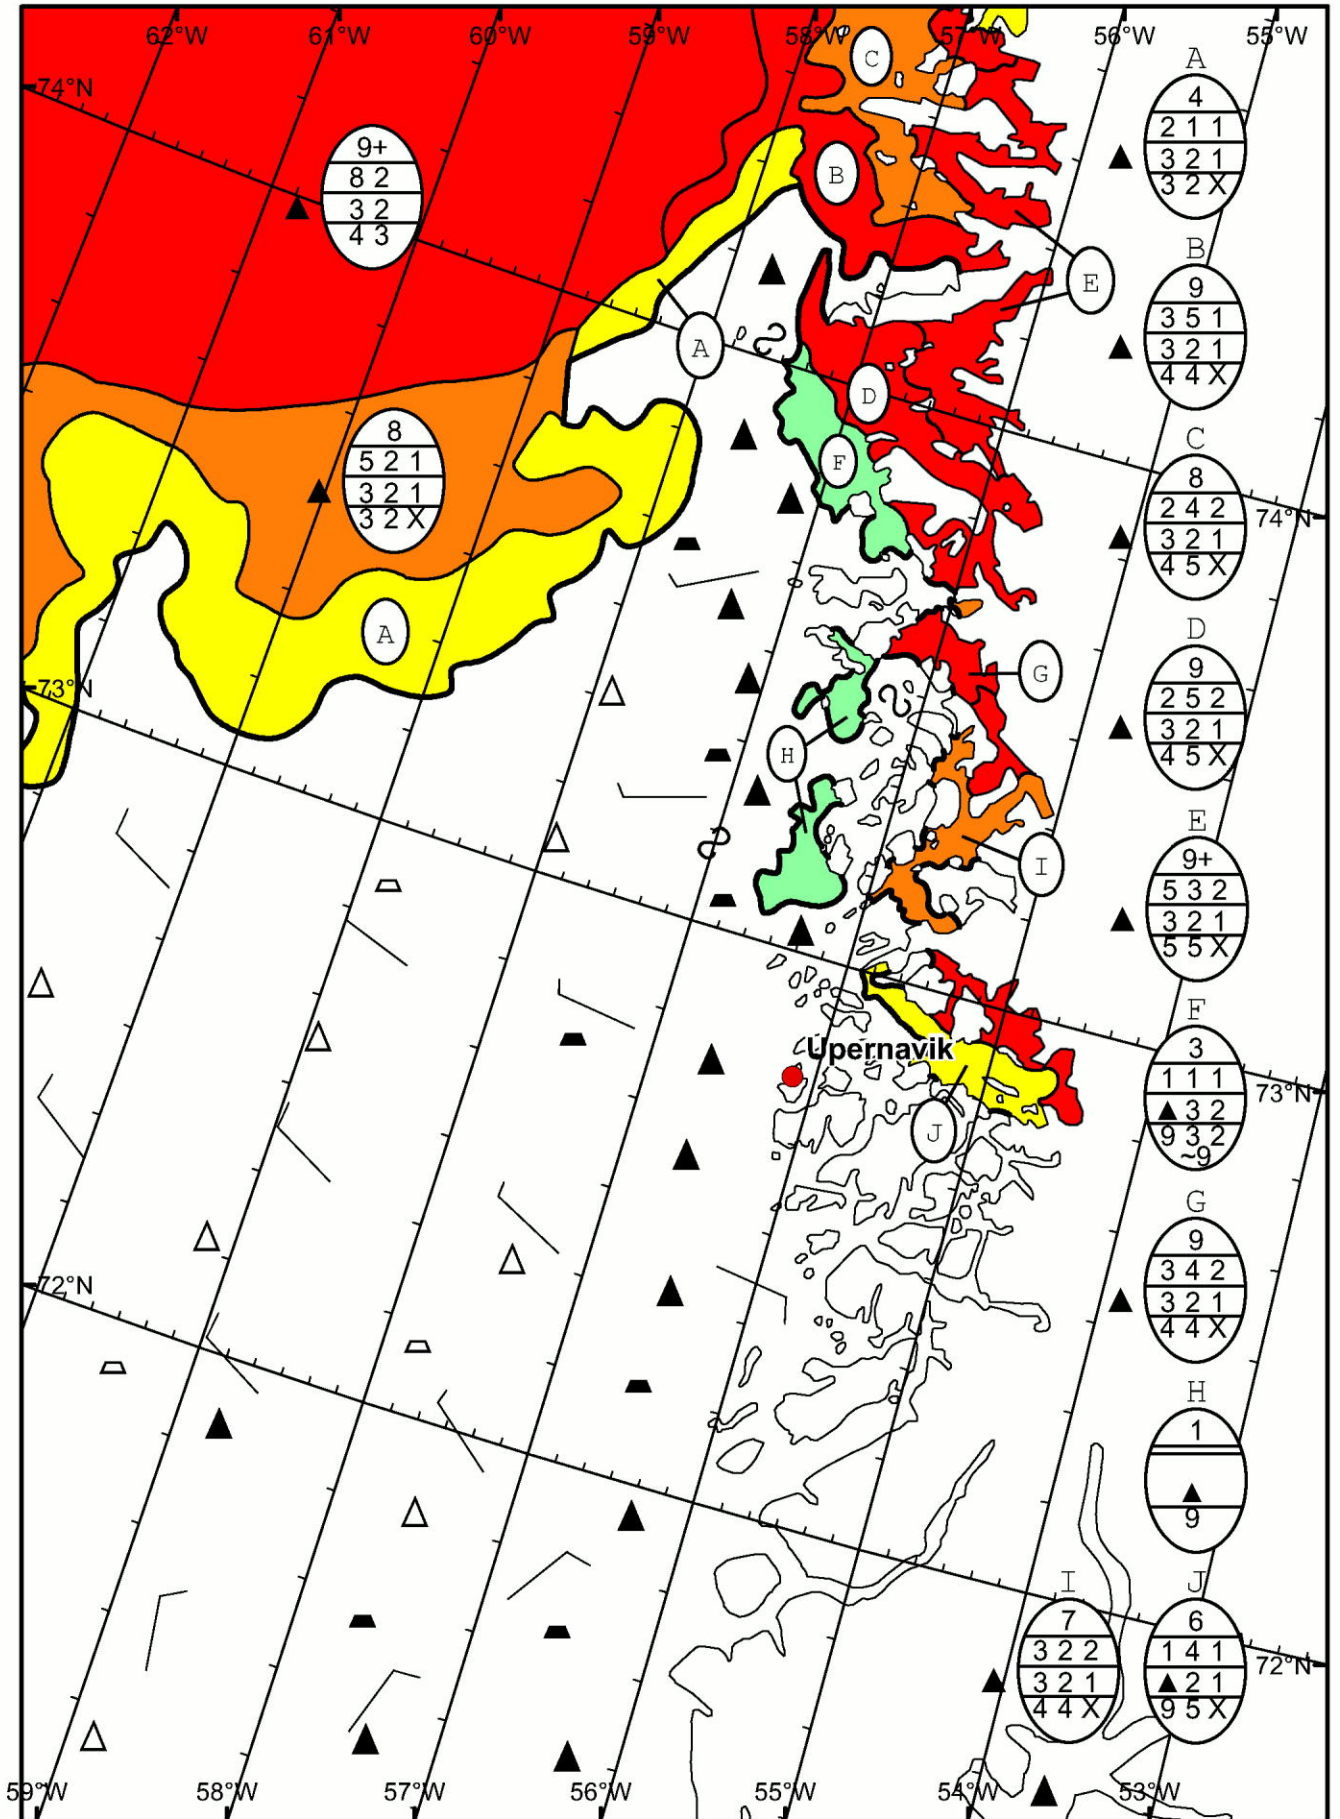 62°W 61°W 60°W 59°W 58°W 57°W 56°W 55°W
74°N
9+
8 2
3 2
4 3
C
B
E
A
D
F
8
5 2 1
3 2 1
3 2 X
A
73°N
G
H
I
Upernavik
J
72°N
A
4
2 1 1
3 2 1
3 2 X
B
9
3 5 1
3 2 1
4 4 X
C
8
2 4 2
3 2 1
4 5 X
74°N
D
9
2 5 2
3 2 1
4 5 X
E
9+
5 3 2
3 2 1
5 5 X
F
3
1 1 1
▲ 3 2
9 3 2
~9
73°N
G
9
3 4 2
3 2 1
4 4 X
H
1
▲
9
I
7
3 2 2
3 2 1
4 4 X
J
6
1 4 1
▲ 2 1
9 5 X
72°N
59°W 58°W 57°W 56°W 55°W 54°W 53°W